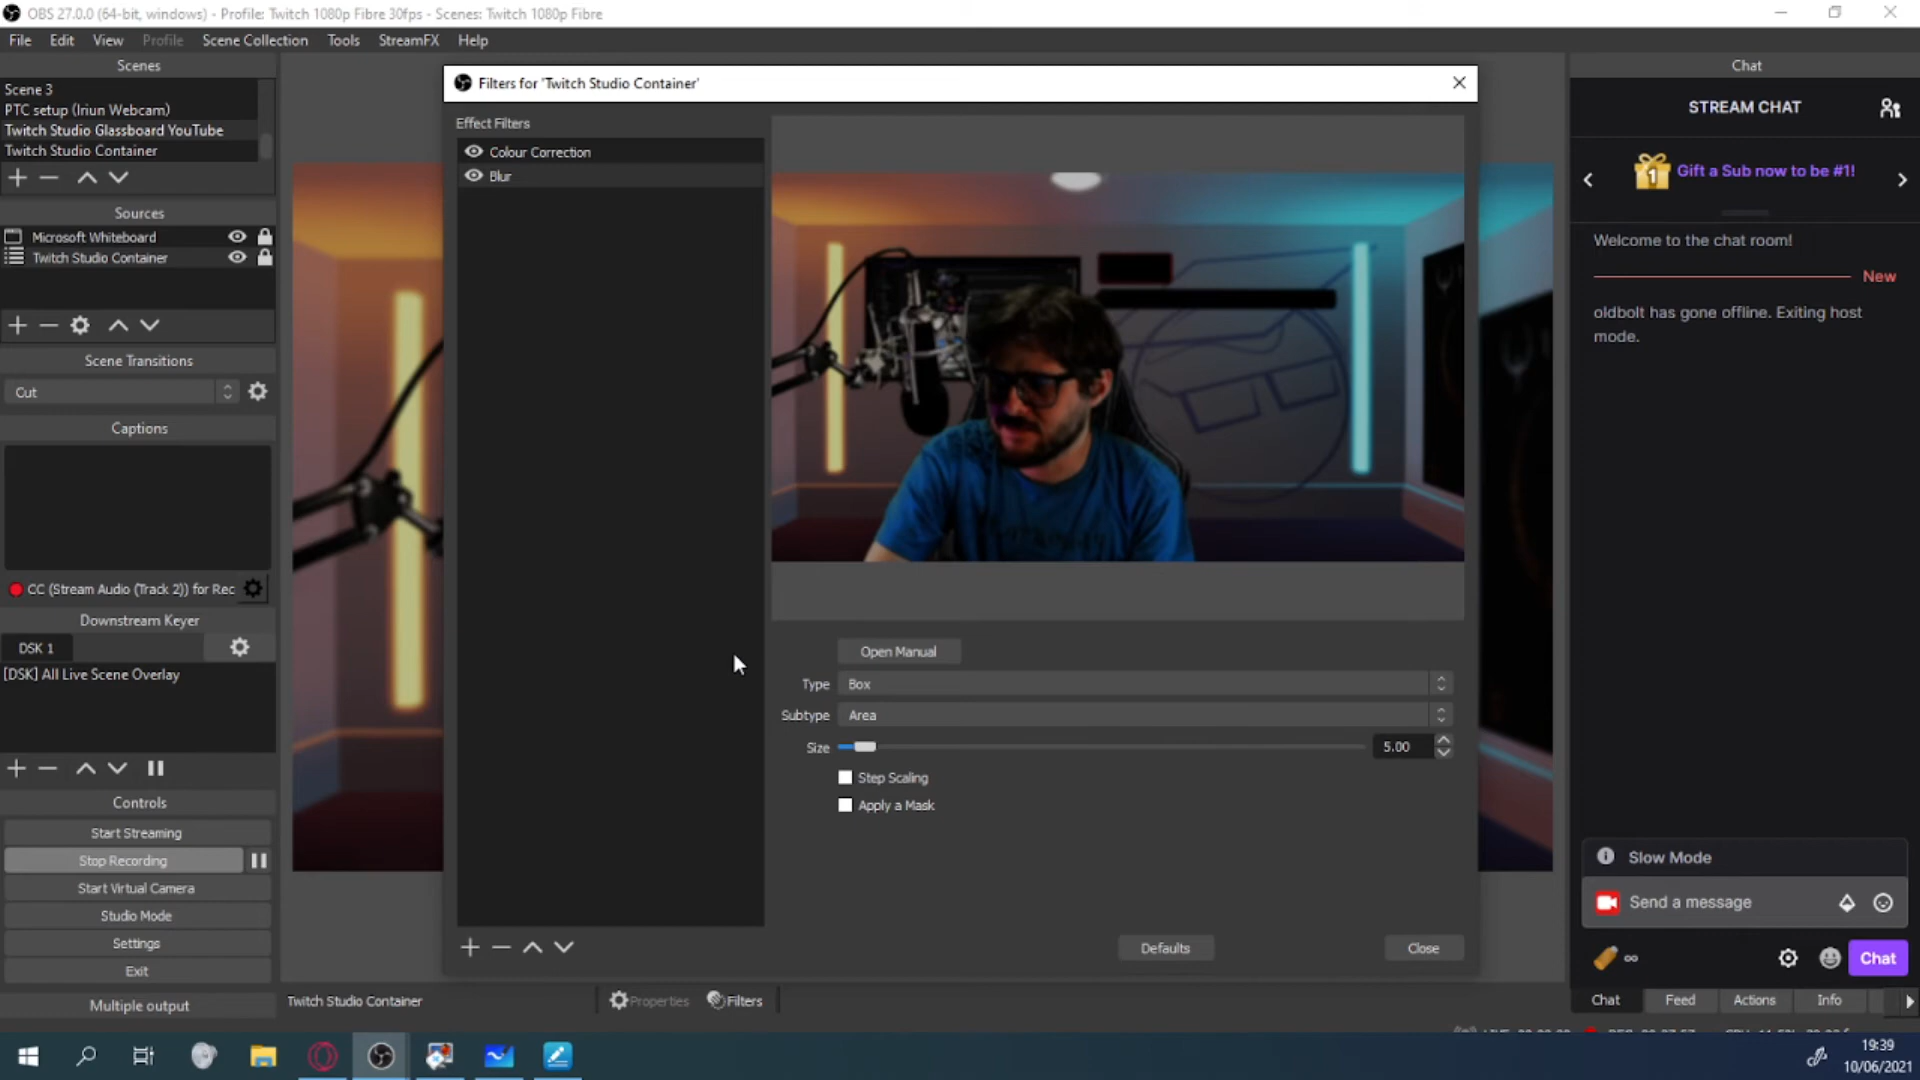 OBS 27.0.0 (64-bit, windows) - Profile: Twitch 1080p Fibre 30fps - Scenes: Twitch 1080p Fibre
File Edit View Profile Scene Collection Tools StreamFX Help
Scenes
Scene 3
PTC setup (Iriun Webcam)
Twitch Studio Glassboard YouTube
Twitch Studio Container
Sources
Microsoft Whiteboard
Twitch Studio Container
Scene Transitions
Cut
Captions
CC (Stream Audio (Track 2)) for Rec
Downstream Keyer
DSK 1
[DSK] All Live Scene Overlay
Controls
Start Streaming
Stop Recording
Start Virtual Camera
Studio Mode
Settings
Exit
Multiple output
Filters for 'Twitch Studio Container'
Effect Filters
Colour Correction
Blur
Open Manual
Type Box
Subtype Area
Size 5.00
Step Scaling
Apply a Mask
Defaults
Close
Twitch Studio Container
Properties
Filters
Chat
STREAM CHAT
1 Gift a Sub now to be #1!
Welcome to the chat room!
New
oldbolt has gone offline. Exiting host
mode.
Slow Mode
Send a message
∞
Chat
Chat Feed Actions Info
19:39
10/06/2021